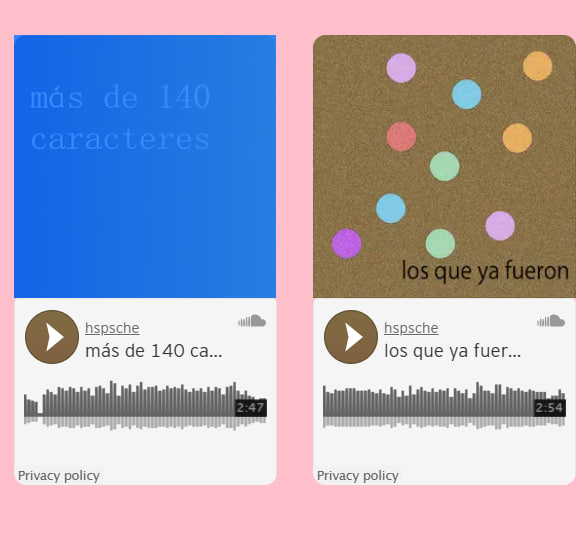 más de 140
caracteres
hspsche
más de 140 ca...
2:47
Privacy policy
los que ya fueron
hspsche
los que ya fuer...
2:54
Privacy policy